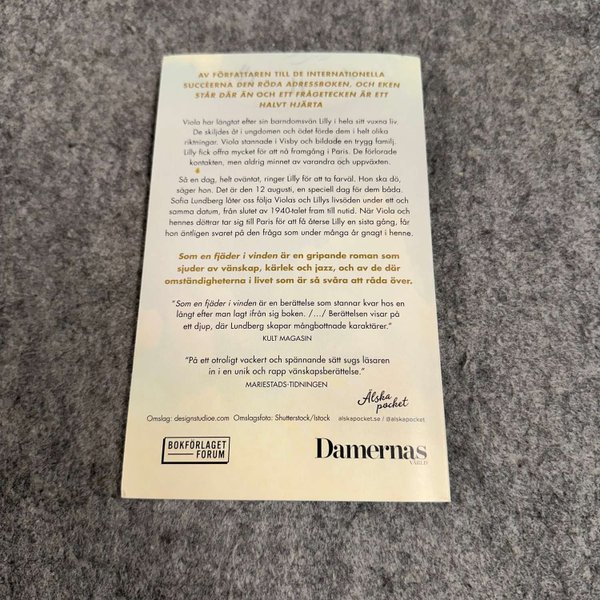 AV FÖRFATTAREN TILL DE INTERNATIONELLA
SUCCÉERNA DEN RÖDA ADRESSBOKEN, OCH EKEN
STÅR DÄR ÄN OCH ETT FRÅGETECKEN ÄR ETT
HALVT HJÄRTA
Viola har längtat efter sin barndomsvän Lilly i hela sitt vuxna liv.
De skiljdes åt i ungdomen och ödet förde dem i helt olika
riktningar. Viola stannade i Visby och bildade en trygg familj.
Lilly fick offra mycket för att nå framgång i Paris. De förlorade
kontakten, men aldrig minnet av varandra och uppväxten.
Så en dag, helt oväntat, ringer Lilly för att ta farväl. Hon ska dö,
säger hon. Det är den 12 augusti, en speciell dag för dem båda.
Sofia Lundberg låter oss följa Violas och Lillys livsöden under ett och
samma datum, från slutet av 1940-talet fram till nutid. När Viola och
hennes döttrar tar sig till Paris för att få återse Lilly en sista gång, får
hon äntligen svaret på den fråga som under många år gnagt i henne.
Som en fjäder i vinden är en gripande roman som
sjuder av vänskap, kärlek och jazz, och av de där
omständigheterna i livet som är så svåra att råda över.
"Som en fjäder i vinden är en berättelse som stannar kvar hos en
långt efter man lagt ifrån sig boken. /.../ Berättelsen visar på
ett djup, där Lundberg skapar mångbottnade karaktärer."
KULT MAGASIN
"På ett otroligt vackert och spännande sätt sugs läsaren
in i en unik och rapp vänskapsberättelse."
MARIESTADS-TIDNINGEN
Älska
pocket
Omslag: designstudioe.com Omslagsfoto: Shutterstock/Istock
alskapocket.se / @alskapocket
BOKFÖRLAGET
FORUM
Damernas
VÄRLD